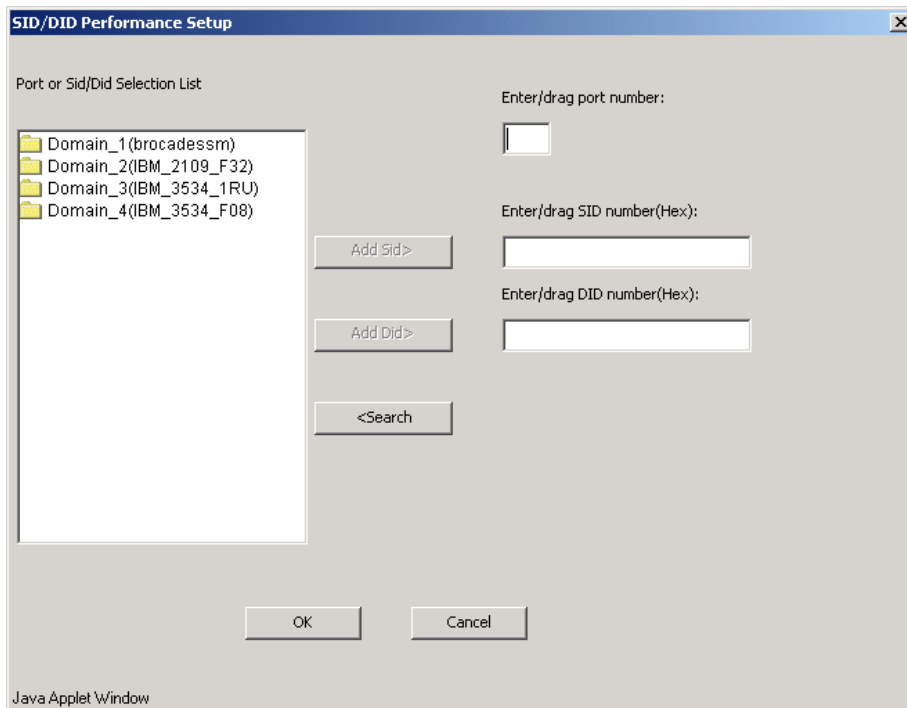 SID/DID Performance Setup
Port or Sid/Did Selection List
Domain_1(brocadessm)
Domain_2(IBM_2109_F32)
Domain_3(IBM_3534_1RU)
Domain_4(IBM_3534_F08)
Add Sid>
Add Did>
<Search
Enter/drag port number:
Enter/drag SID number(Hex):
Enter/drag DID number(Hex):
OK
Cancel
Java Applet Window